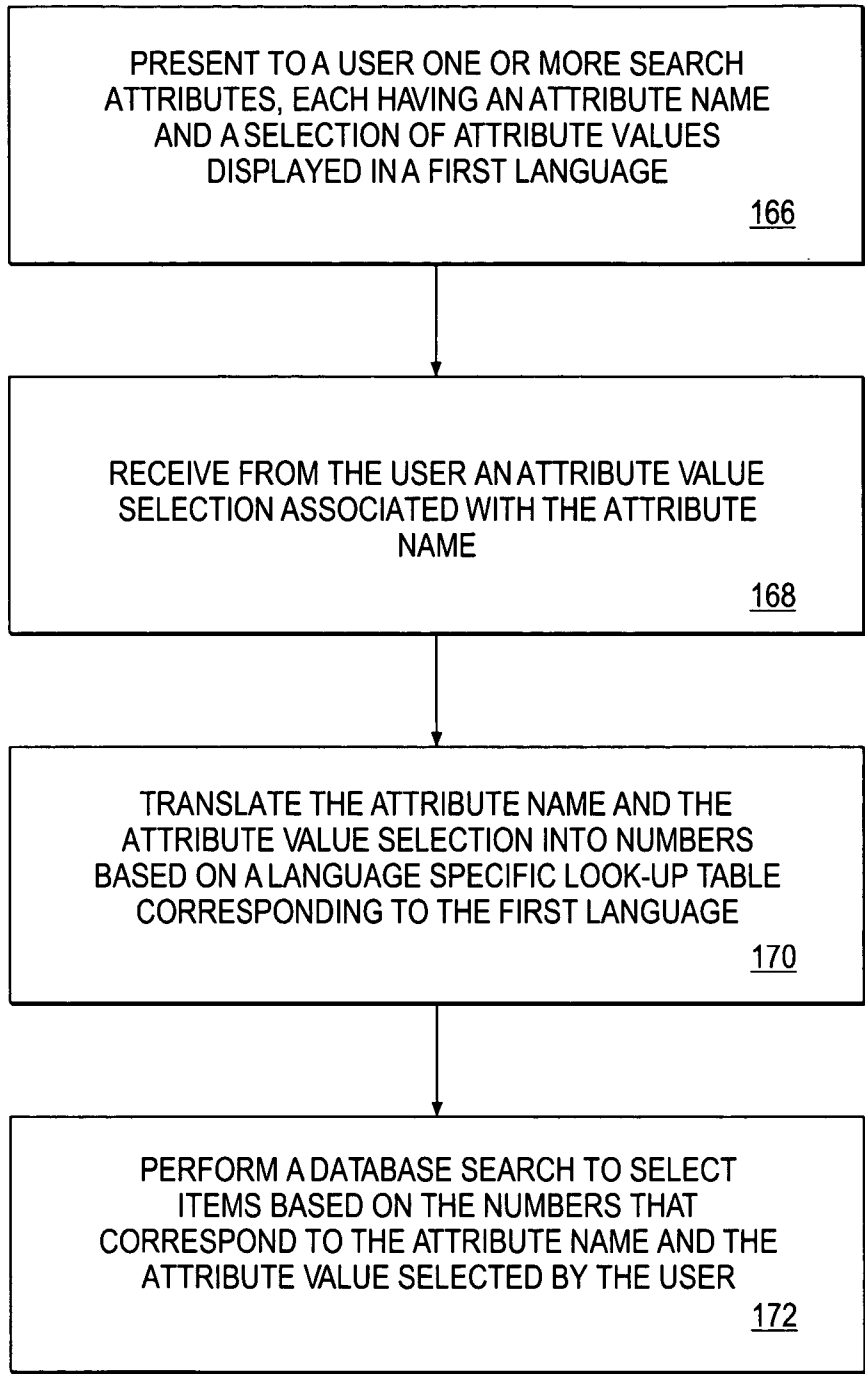 PRESENT TO A USER ONE OR MORE SEARCH
ATTRIBUTES, EACH HAVING AN ATTRIBUTE NAME
AND A SELECTION OF ATTRIBUTE VALUES
DISPLAYED IN A FIRST LANGUAGE
166
RECEIVE FROM THE USER AN ATTRIBUTE VALUE
SELECTION ASSOCIATED WITH THE ATTRIBUTE
NAME
168
TRANSLATE THE ATTRIBUTE NAME AND THE
ATTRIBUTE VALUE SELECTION INTO NUMBERS
BASED ON A LANGUAGE SPECIFIC LOOK-UP TABLE
CORRESPONDING TO THE FIRST LANGUAGE
170
PERFORM A DATABASE SEARCH TO SELECT
ITEMS BASED ON THE NUMBERS THAT
CORRESPOND TO THE ATTRIBUTE NAME AND THE
ATTRIBUTE VALUE SELECTED BY THE USER
172